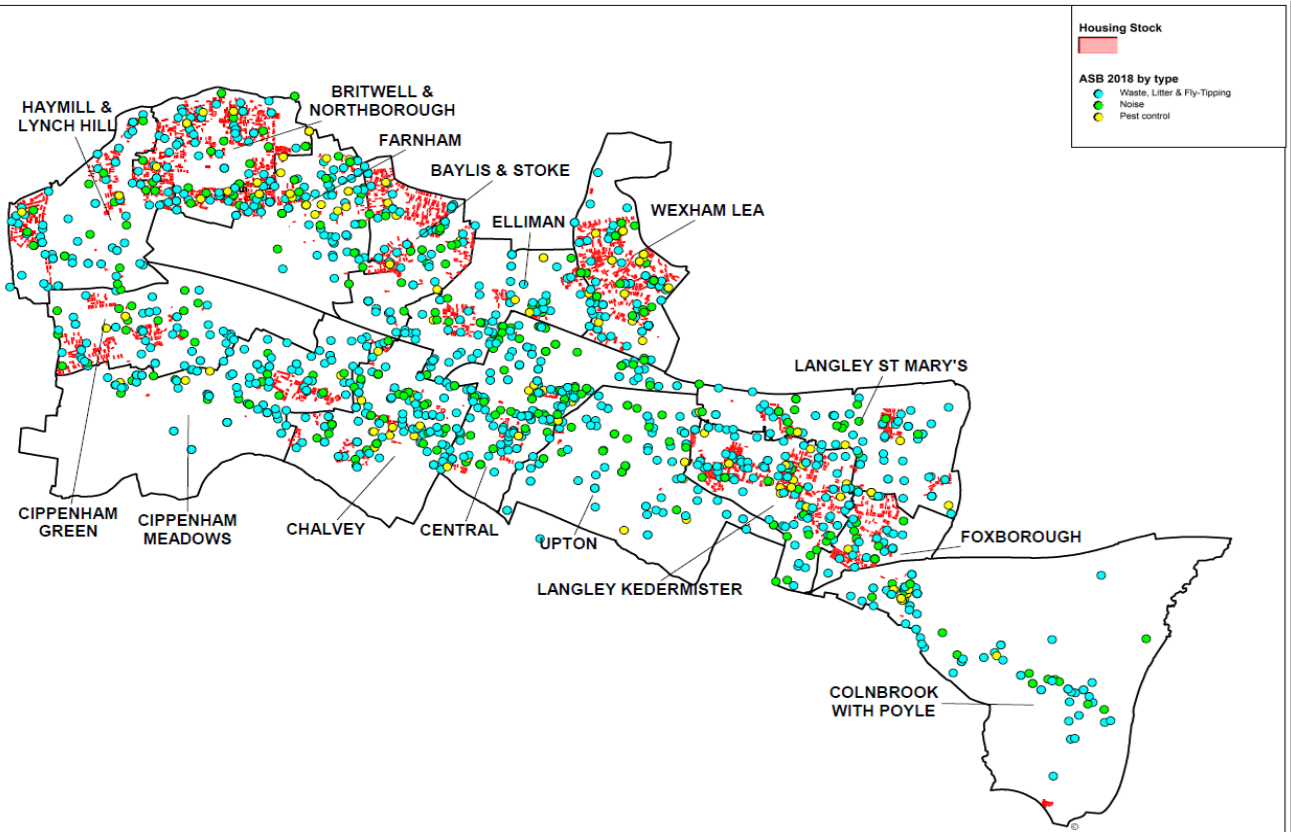 Housing Stock
ASB 2018 by type
Waste, Litter & Fly-Tipping
Noise
Pest control
HAYMILL &
LYNCH HILL
BRITWELL &
NORTHBOROUGH
FARNHAM
BAYLIS & STOKE
ELLIMAN
WEXHAM LEA
LANGLEY ST MARY'S
CIPPENHAM
GREEN
CIPPENHAM
MEADOWS
CHALVEY
CENTRAL
UPTON
LANGLEY KEDERMISTER
FOXBOROUGH
COLNBROOK
WITH POYLE
©